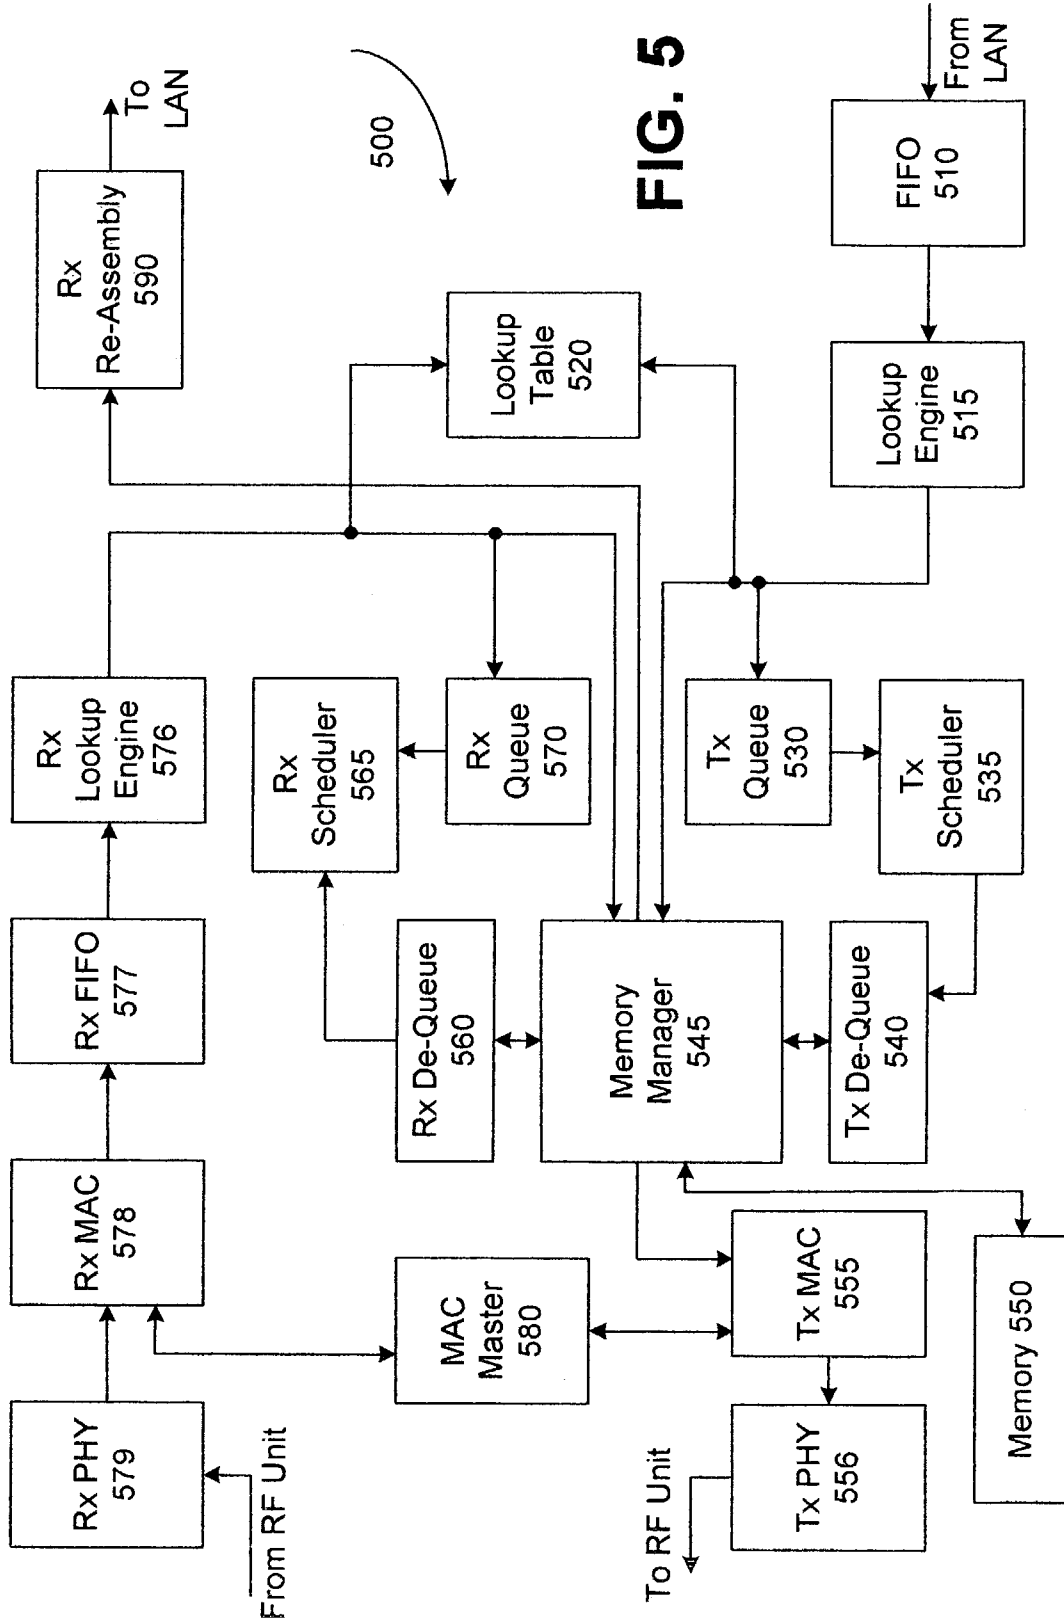 Rx PHY
579
Rx MAC
578
Rx FIFO
577
Rx
Lookup
Engine
576
Rx
Re-Assembly
590
To
LAN
From RF Unit
MAC
Master
580
Rx De-Queue
560
Rx
Scheduler
565
Rx
Queue
570
Lookup
Table
520
500
Memory
Manager
545
To RF Unit
Tx PHY
556
Tx MAC
555
Tx De-Queue
540
Tx
Queue
530
Tx
Scheduler
535
Lookup
Engine
515
FIFO
510
From
LAN
Memory 550
FIG. 5